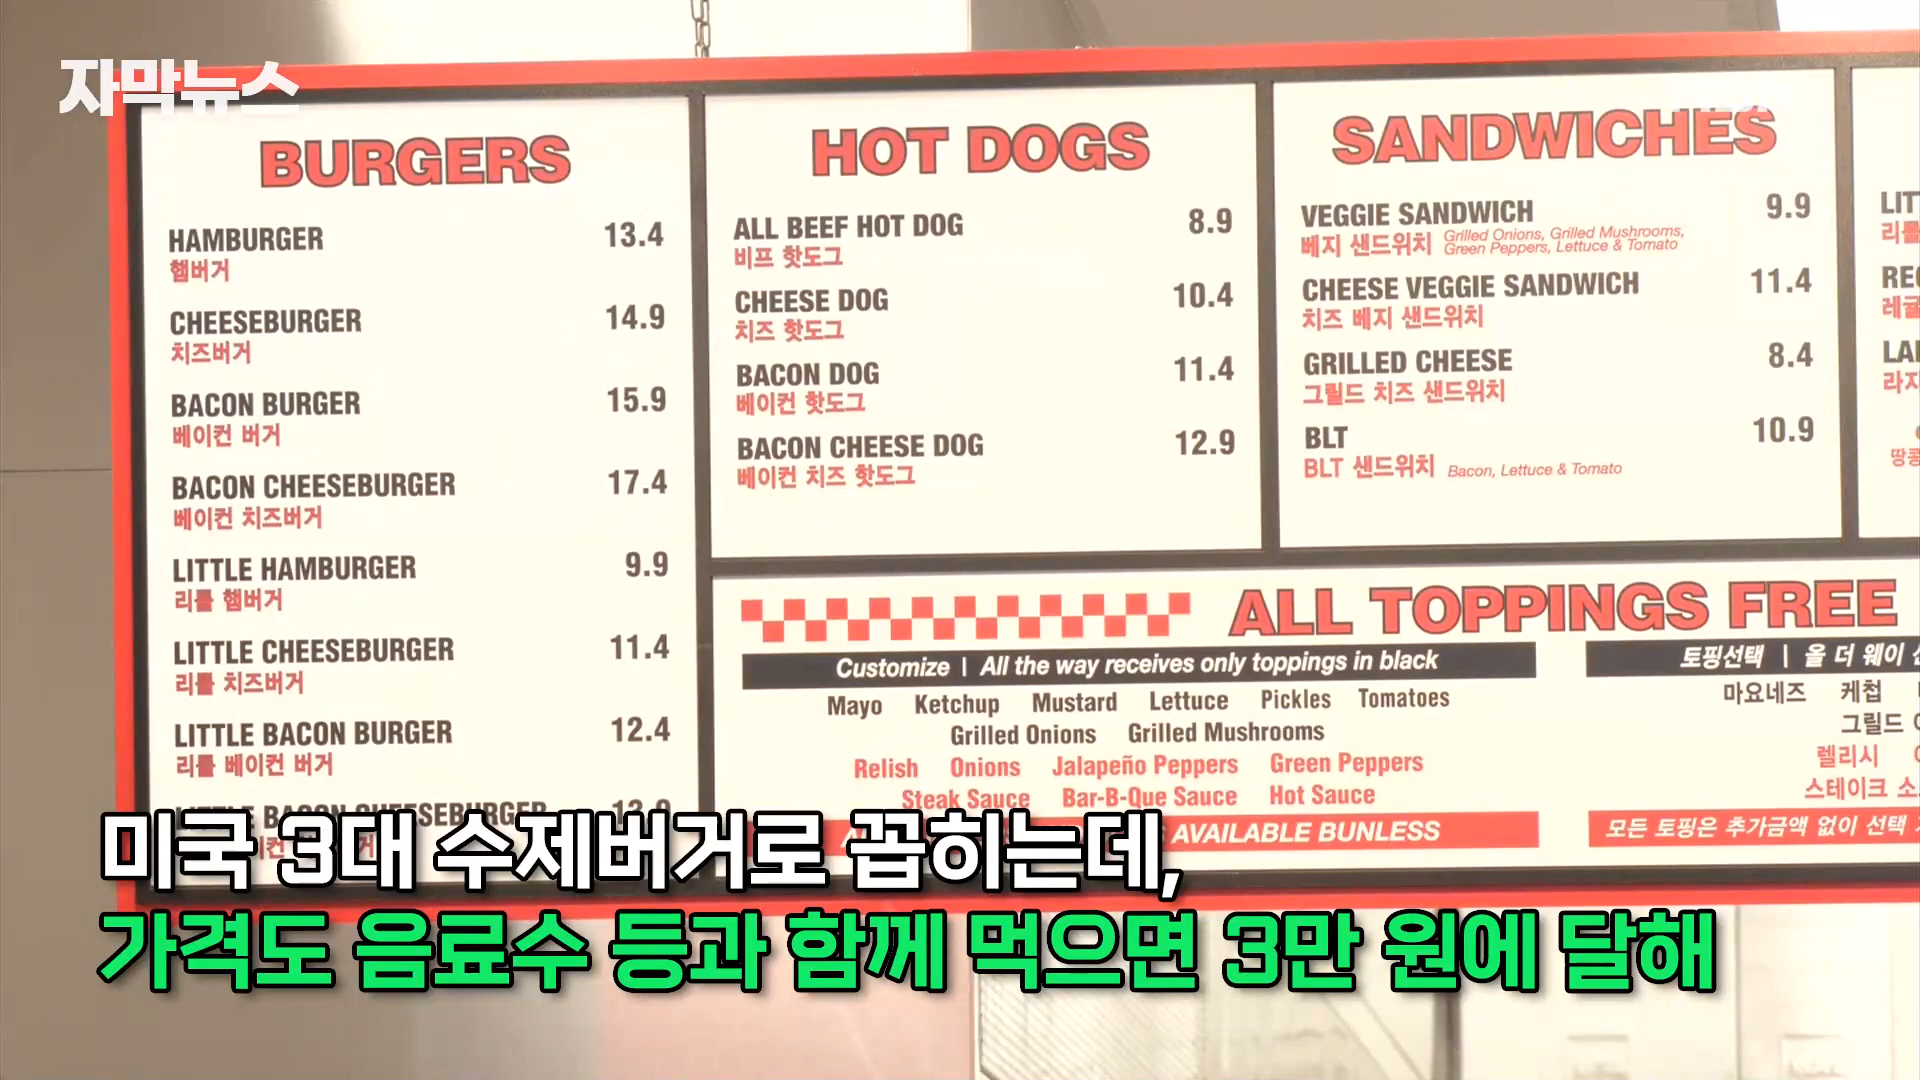 자막뉴스
BURGERS
HAMBURGER 13.4
햄버거
CHEESEBURGER 14.9
치즈버거
BACON BURGER 15.9
베이컨 버거
BACON CHEESEBURGER 17.4
베이컨 치즈버거
LITTLE HAMBURGER 9.9
리틀 햄버거
LITTLE CHEESEBURGER 11.4
리틀 치즈버거
LITTLE BACON BURGER 12.4
리틀 베이컨 버거
LITTLE BACON CHEESEBURGER 13.9
HOT DOGS
ALL BEEF HOT DOG 8.9
비프 핫도그
CHEESE DOG 10.4
치즈 핫도그
BACON DOG 11.4
베이컨 핫도그
BACON CHEESE DOG 12.9
베이컨 치즈 핫도그
SANDWICHES
VEGGIE SANDWICH 9.9
베지 샌드위치 Grilled Onions, Grilled Mushrooms,
Green Peppers, Lettuce & Tomato
CHEESE VEGGIE SANDWICH 11.4
치즈 베지 샌드위치
GRILLED CHEESE 8.4
그릴드 치즈 샌드위치
BLT 10.9
BLT 샌드위치 Bacon, Lettuce & Tomato
ALL TOPPINGS FREE
Customize | All the way receives only toppings in black
Mayo Ketchup Mustard Lettuce Pickles Tomatoes
Grilled Onions Grilled Mushrooms
Relish Onions Jalapeño Peppers Green Peppers
Steak Sauce Bar-B-Que Sauce Hot Sauce
AVAILABLE BUNLESS
토핑선택 | 올 더 웨이
마요네즈 케첩
그릴드
렐리시
스테이크
모든 토핑은 추가금액 없이 선택
미국 3대 수제버거로 꼽히는데,
가격도 음료수 등과 함께 먹으면 3만 원에 달해